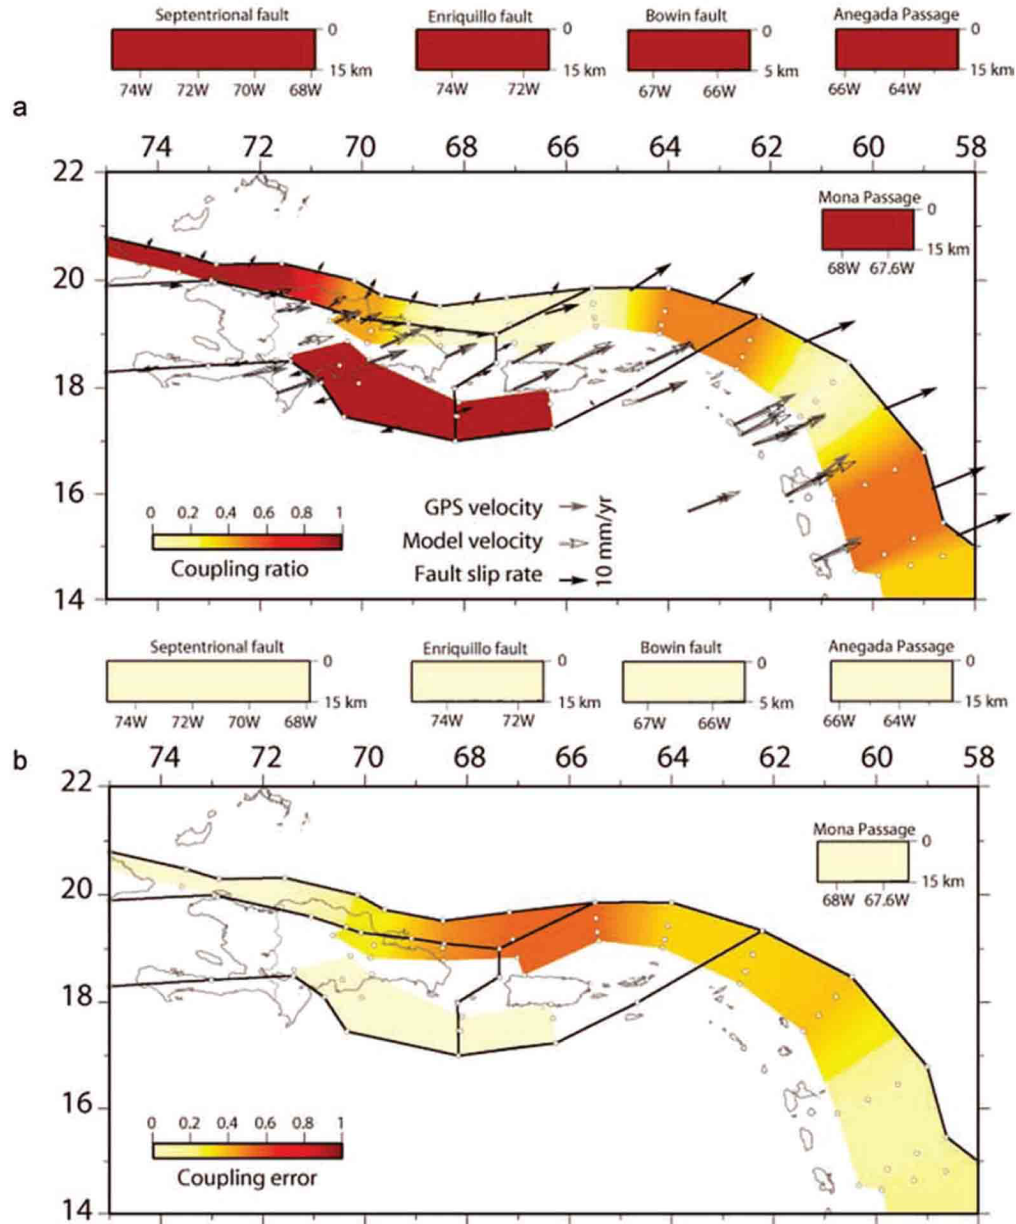 Septentrional fault Enriquillo fault Bowin fault Anegada Passage
0 0 0 0
15 km 15 km 5 km 15 km
74W 72W 70W 68W 74W 72W 67W 66W 66W 64W
a
74 72 70 68 66 64 62 60 58
22
Mona Passage
0
15 km
68W 67.6W
20
18
16
14
0 0.2 0.4 0.6 0.8 1
Coupling ratio
GPS velocity
Model velocity
Fault slip rate
10 mm/yr
Septentrional fault Enriquillo fault Bowin fault Anegada Passage
0 0 0 0
15 km 15 km 5 km 15 km
74W 72W 70W 68W 74W 72W 67W 66W 66W 64W
b
74 72 70 68 66 64 62 60 58
22
Mona Passage
0
15 km
68W 67.6W
20
18
16
14
0 0.2 0.4 0.6 0.8 1
Coupling error